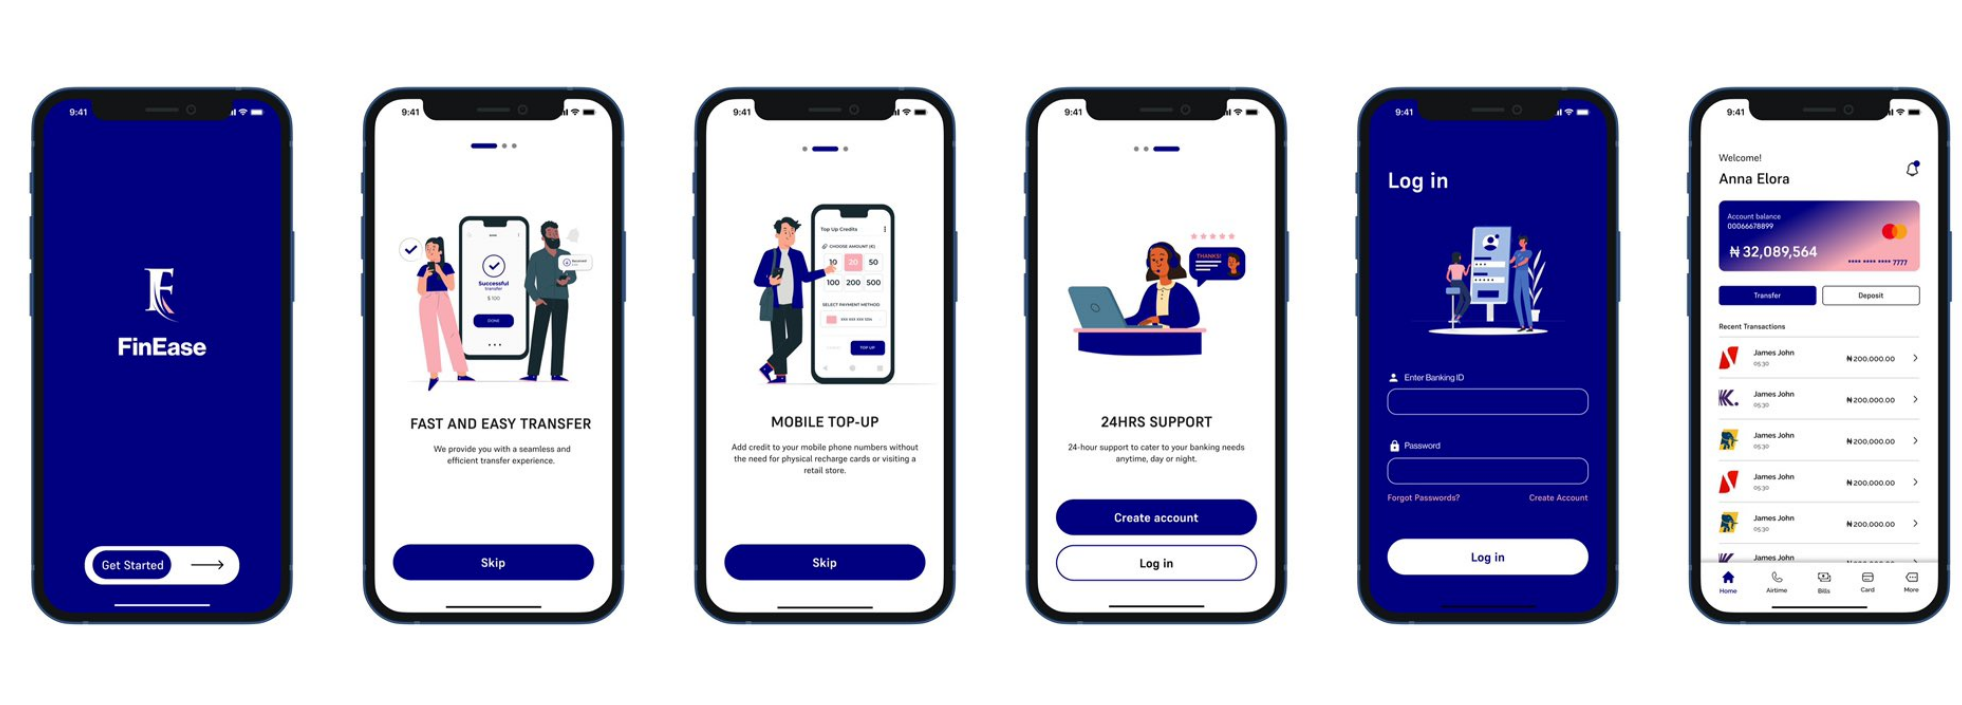 9:41
F
FinEase
Get Started
9:41
Successful
transfer
$ 100
DONE
FAST AND EASY TRANSFER
We provide you with a seamless and
efficient transfer experience.
Skip
9:41
Top Up Credits
CHOOSE AMOUNT (€)
10 20 50
100 200 500
SELECT PAYMENT METHOD
TOP UP
MOBILE TOP-UP
Add credit to your mobile phone numbers without
the need for physical recharge cards or visiting a
retail store.
Skip
9:41
THANKS!
24HRS SUPPORT
24-hour support to cater to your banking needs
anytime, day or night.
Create account
Log in
9:41
Log in
Enter Banking ID
Password
Forgot Passwords?
Create Account
Log in
9:41
Welcome!
Anna Elora
Account balance
00066678899
₦ 32,089,564
**** **** **** 7777
Transfer
Deposit
Recent Transactions
James John
₦200,000.00
05:30
James John
₦200,000.00
05:30
James John
₦200,000.00
05:30
James John
₦200,000.00
05:30
James John
₦200,000.00
05:30
James John
Home
Airtime
Bills
Card
More